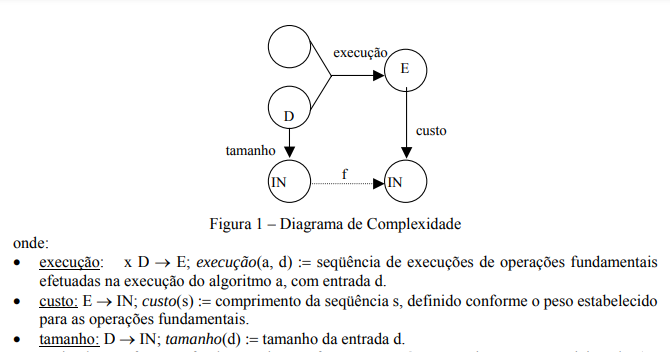 execução
E
D
custo
tamanho
IN
f
IN
Figura 1 – Diagrama de Complexidade
onde:
• execução: x D → E; execução(a, d) := seqüência de execuções de operações fundamentais
efetuadas na execução do algoritmo a, com entrada d.
• custo: E → IN; custo(s) := comprimento da seqüência s, definido conforme o peso estabelecido
para as operações fundamentais.
• tamanho: D → IN; tamanho(d) := tamanho da entrada d.